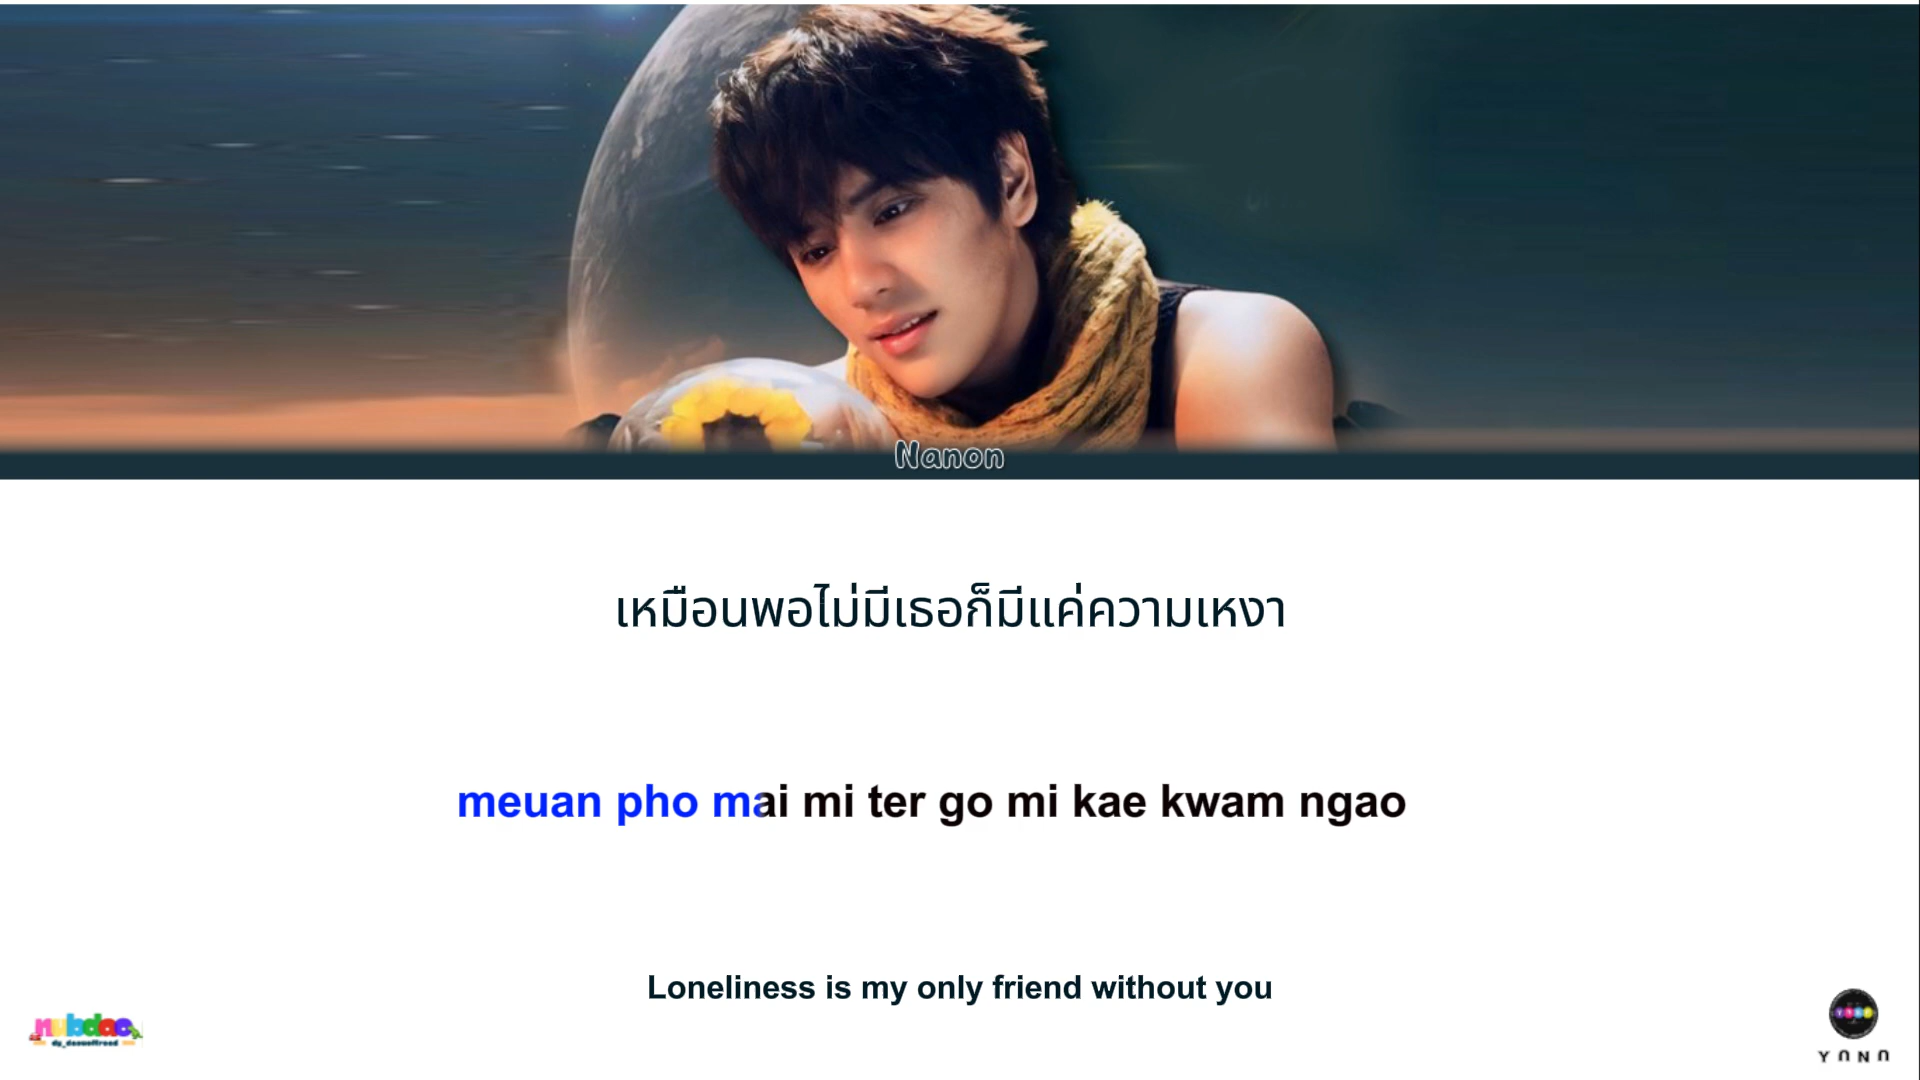 Nanon
เหมือนพอไม่มีเธอก็มีแค่ความเหงา
meuan pho mai mi ter go mi kae kwam ngao
Loneliness is my only friend without you
nubdao
YNNN